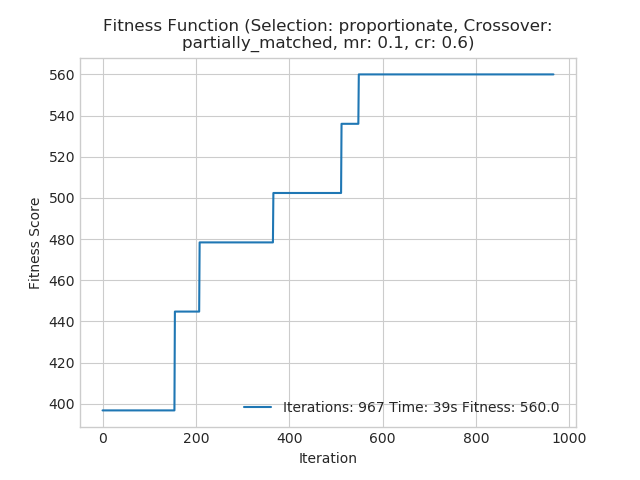 Fitness Function (Selection: proportionate, Crossover:
partially_matched, mr: 0.1, cr: 0.6)
Fitness Score
560
540
520
500
480
460
440
420
400
Iterations: 967 Time: 39s Fitness: 560.0
0 200 400 600 800 1000
Iteration